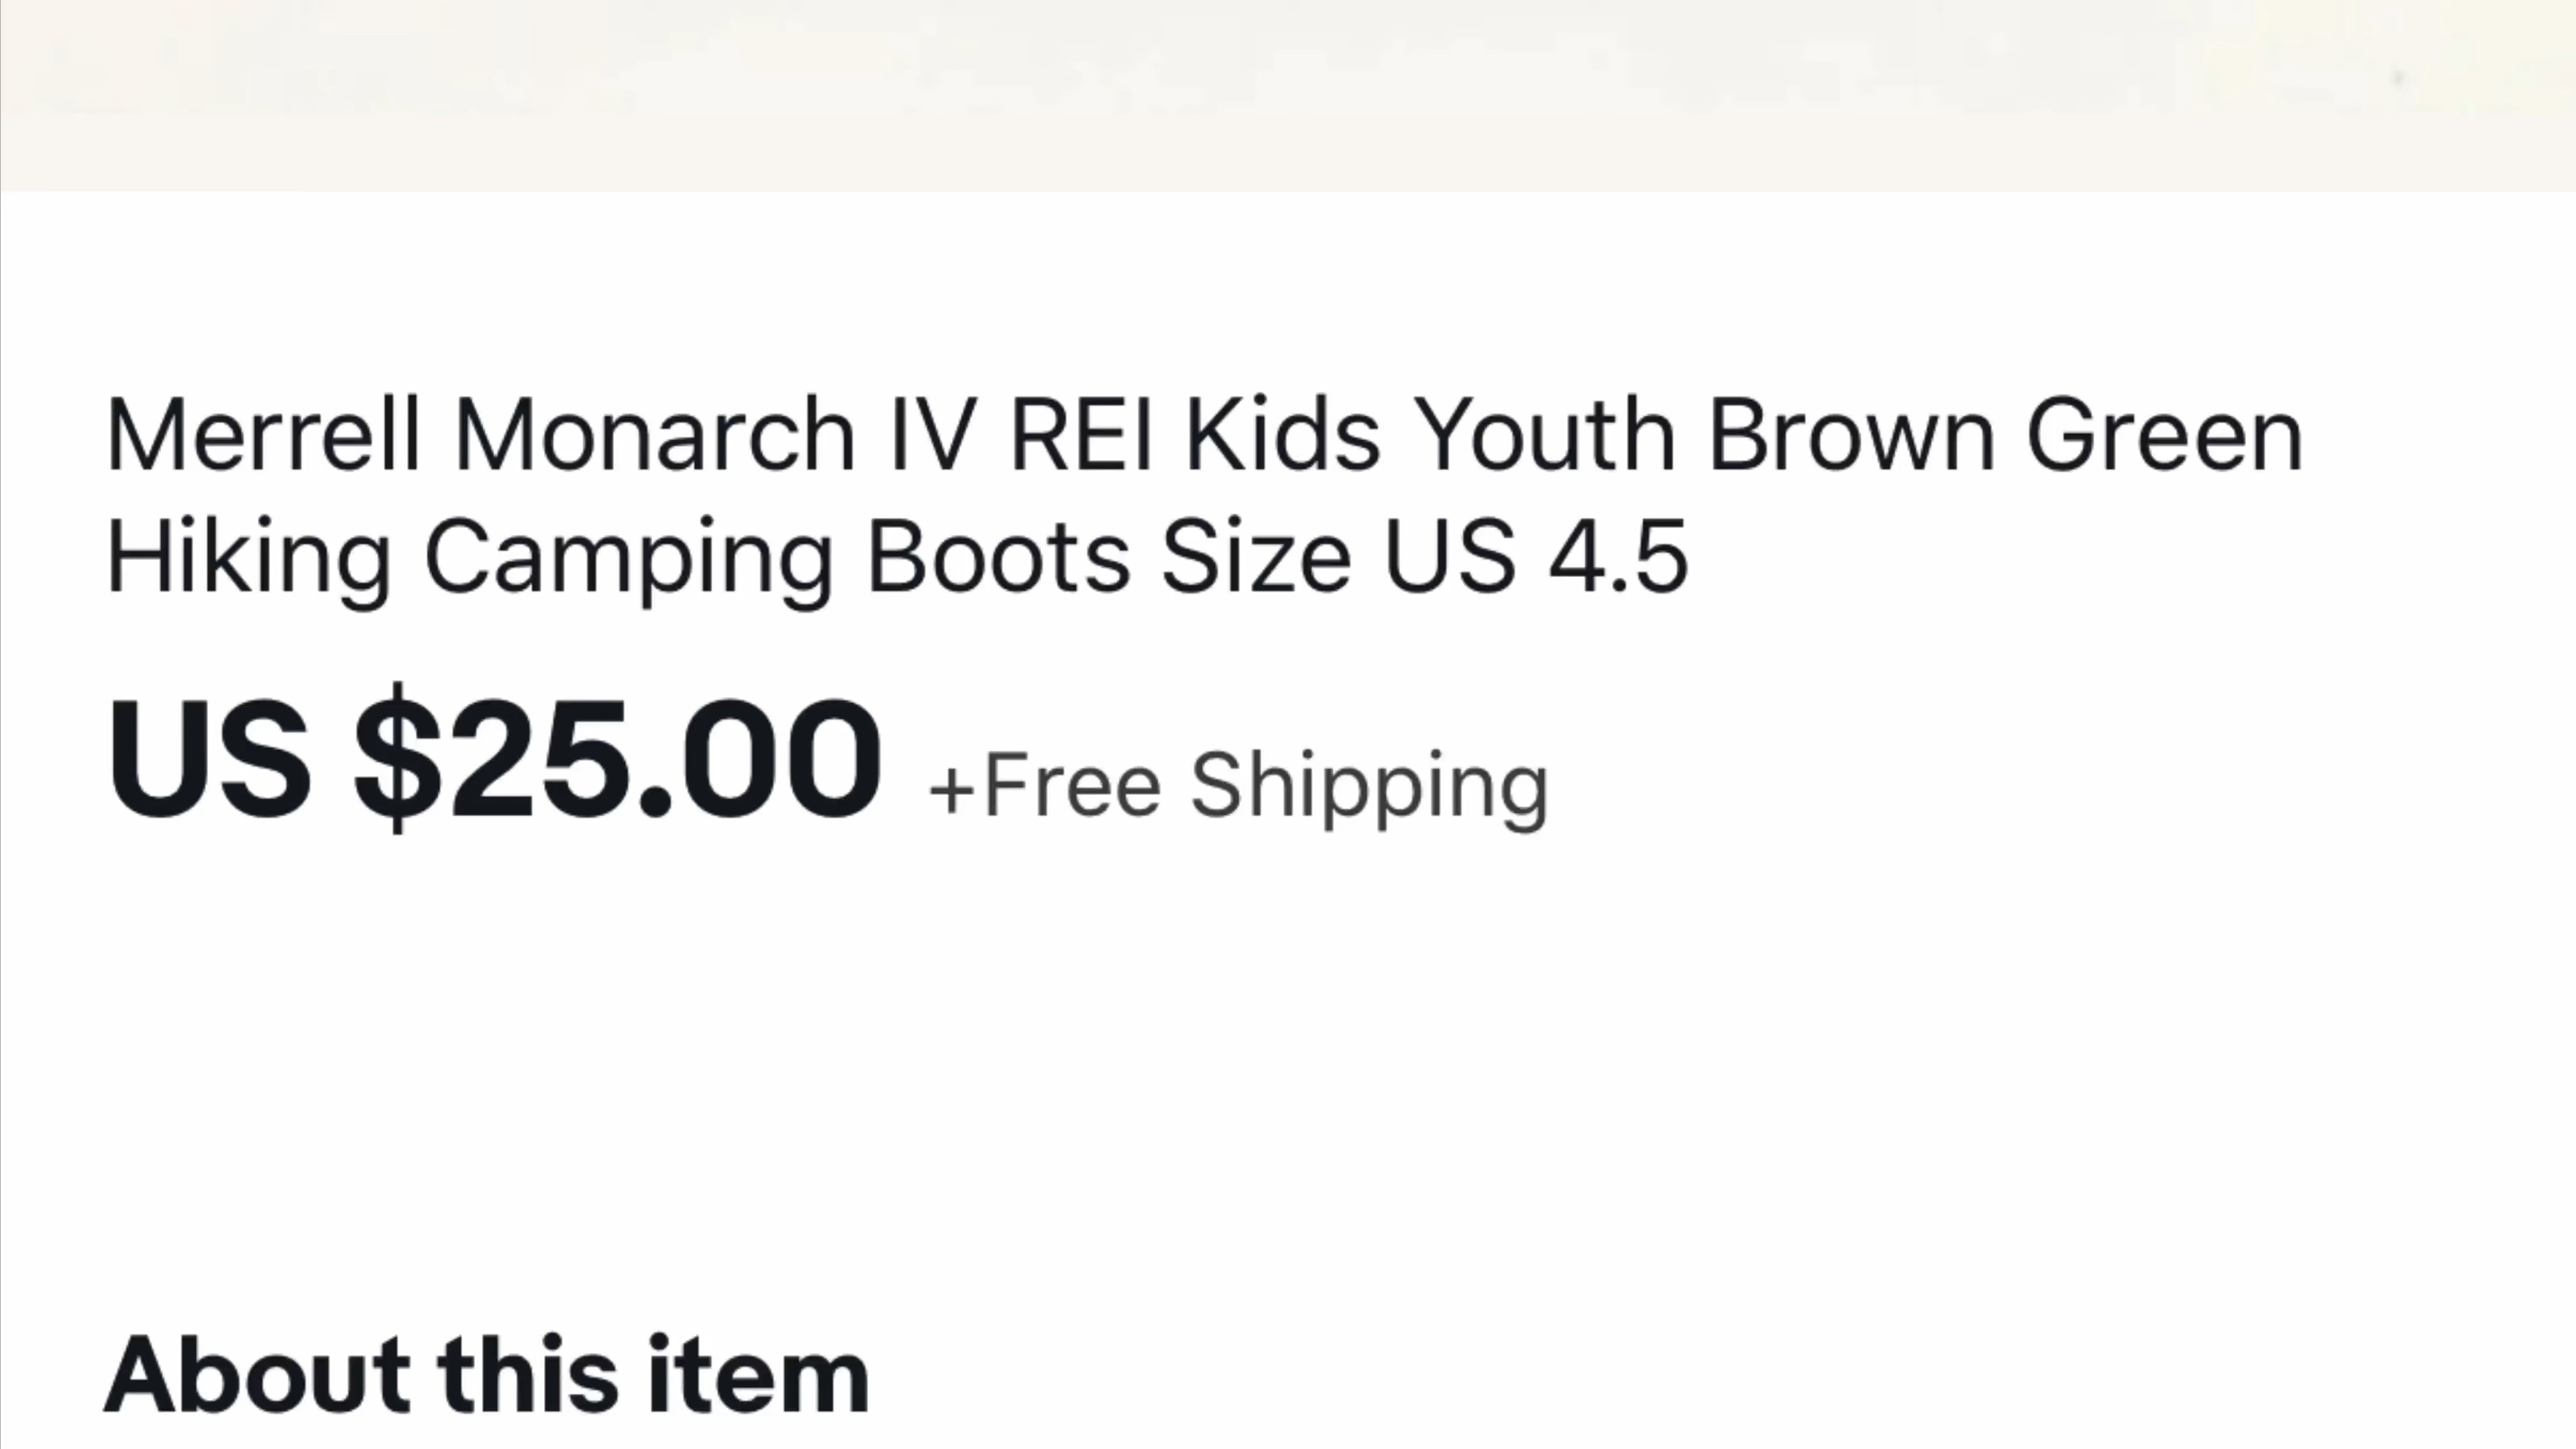 Merrell Monarch IV REI Kids Youth Brown Green
Hiking Camping Boots Size US 4.5
US $25.00 +Free Shipping
About this item